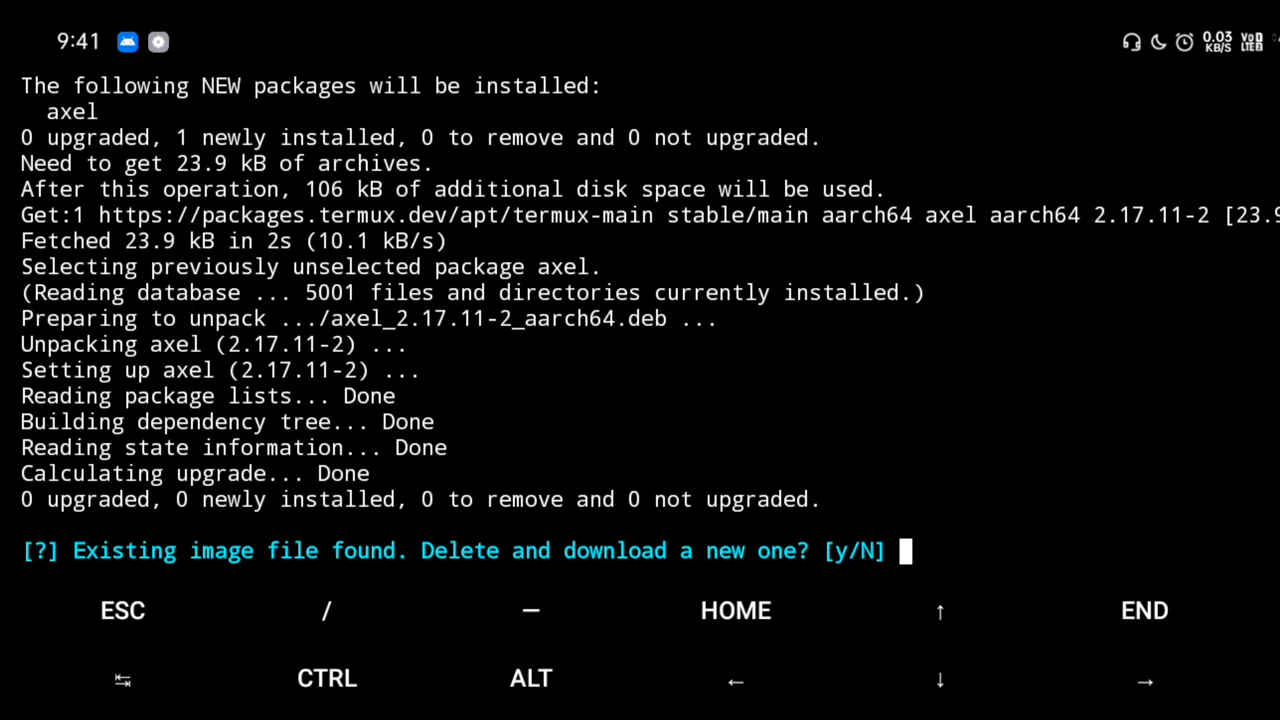 9:41
0.03
KB/S
Vo
LTE
The following NEW packages will be installed:
axel
0 upgraded, 1 newly installed, 0 to remove and 0 not upgraded.
Need to get 23.9 kB of archives.
After this operation, 106 kB of additional disk space will be used.
Get:1 https://packages.termux.dev/apt/termux-main stable/main aarch64 axel aarch64 2.17.11-2 [23.9
Fetched 23.9 kB in 2s (10.1 kB/s)
Selecting previously unselected package axel.
(Reading database ... 5001 files and directories currently installed.)
Preparing to unpack .../axel_2.17.11-2_aarch64.deb ...
Unpacking axel (2.17.11-2) ...
Setting up axel (2.17.11-2) ...
Reading package lists... Done
Building dependency tree... Done
Reading state information... Done
Calculating upgrade... Done
0 upgraded, 0 newly installed, 0 to remove and 0 not upgraded.
[?] Existing image file found. Delete and download a new one? [y/N]
ESC / — HOME ↑ END
↹ CTRL ALT ← ↓ →